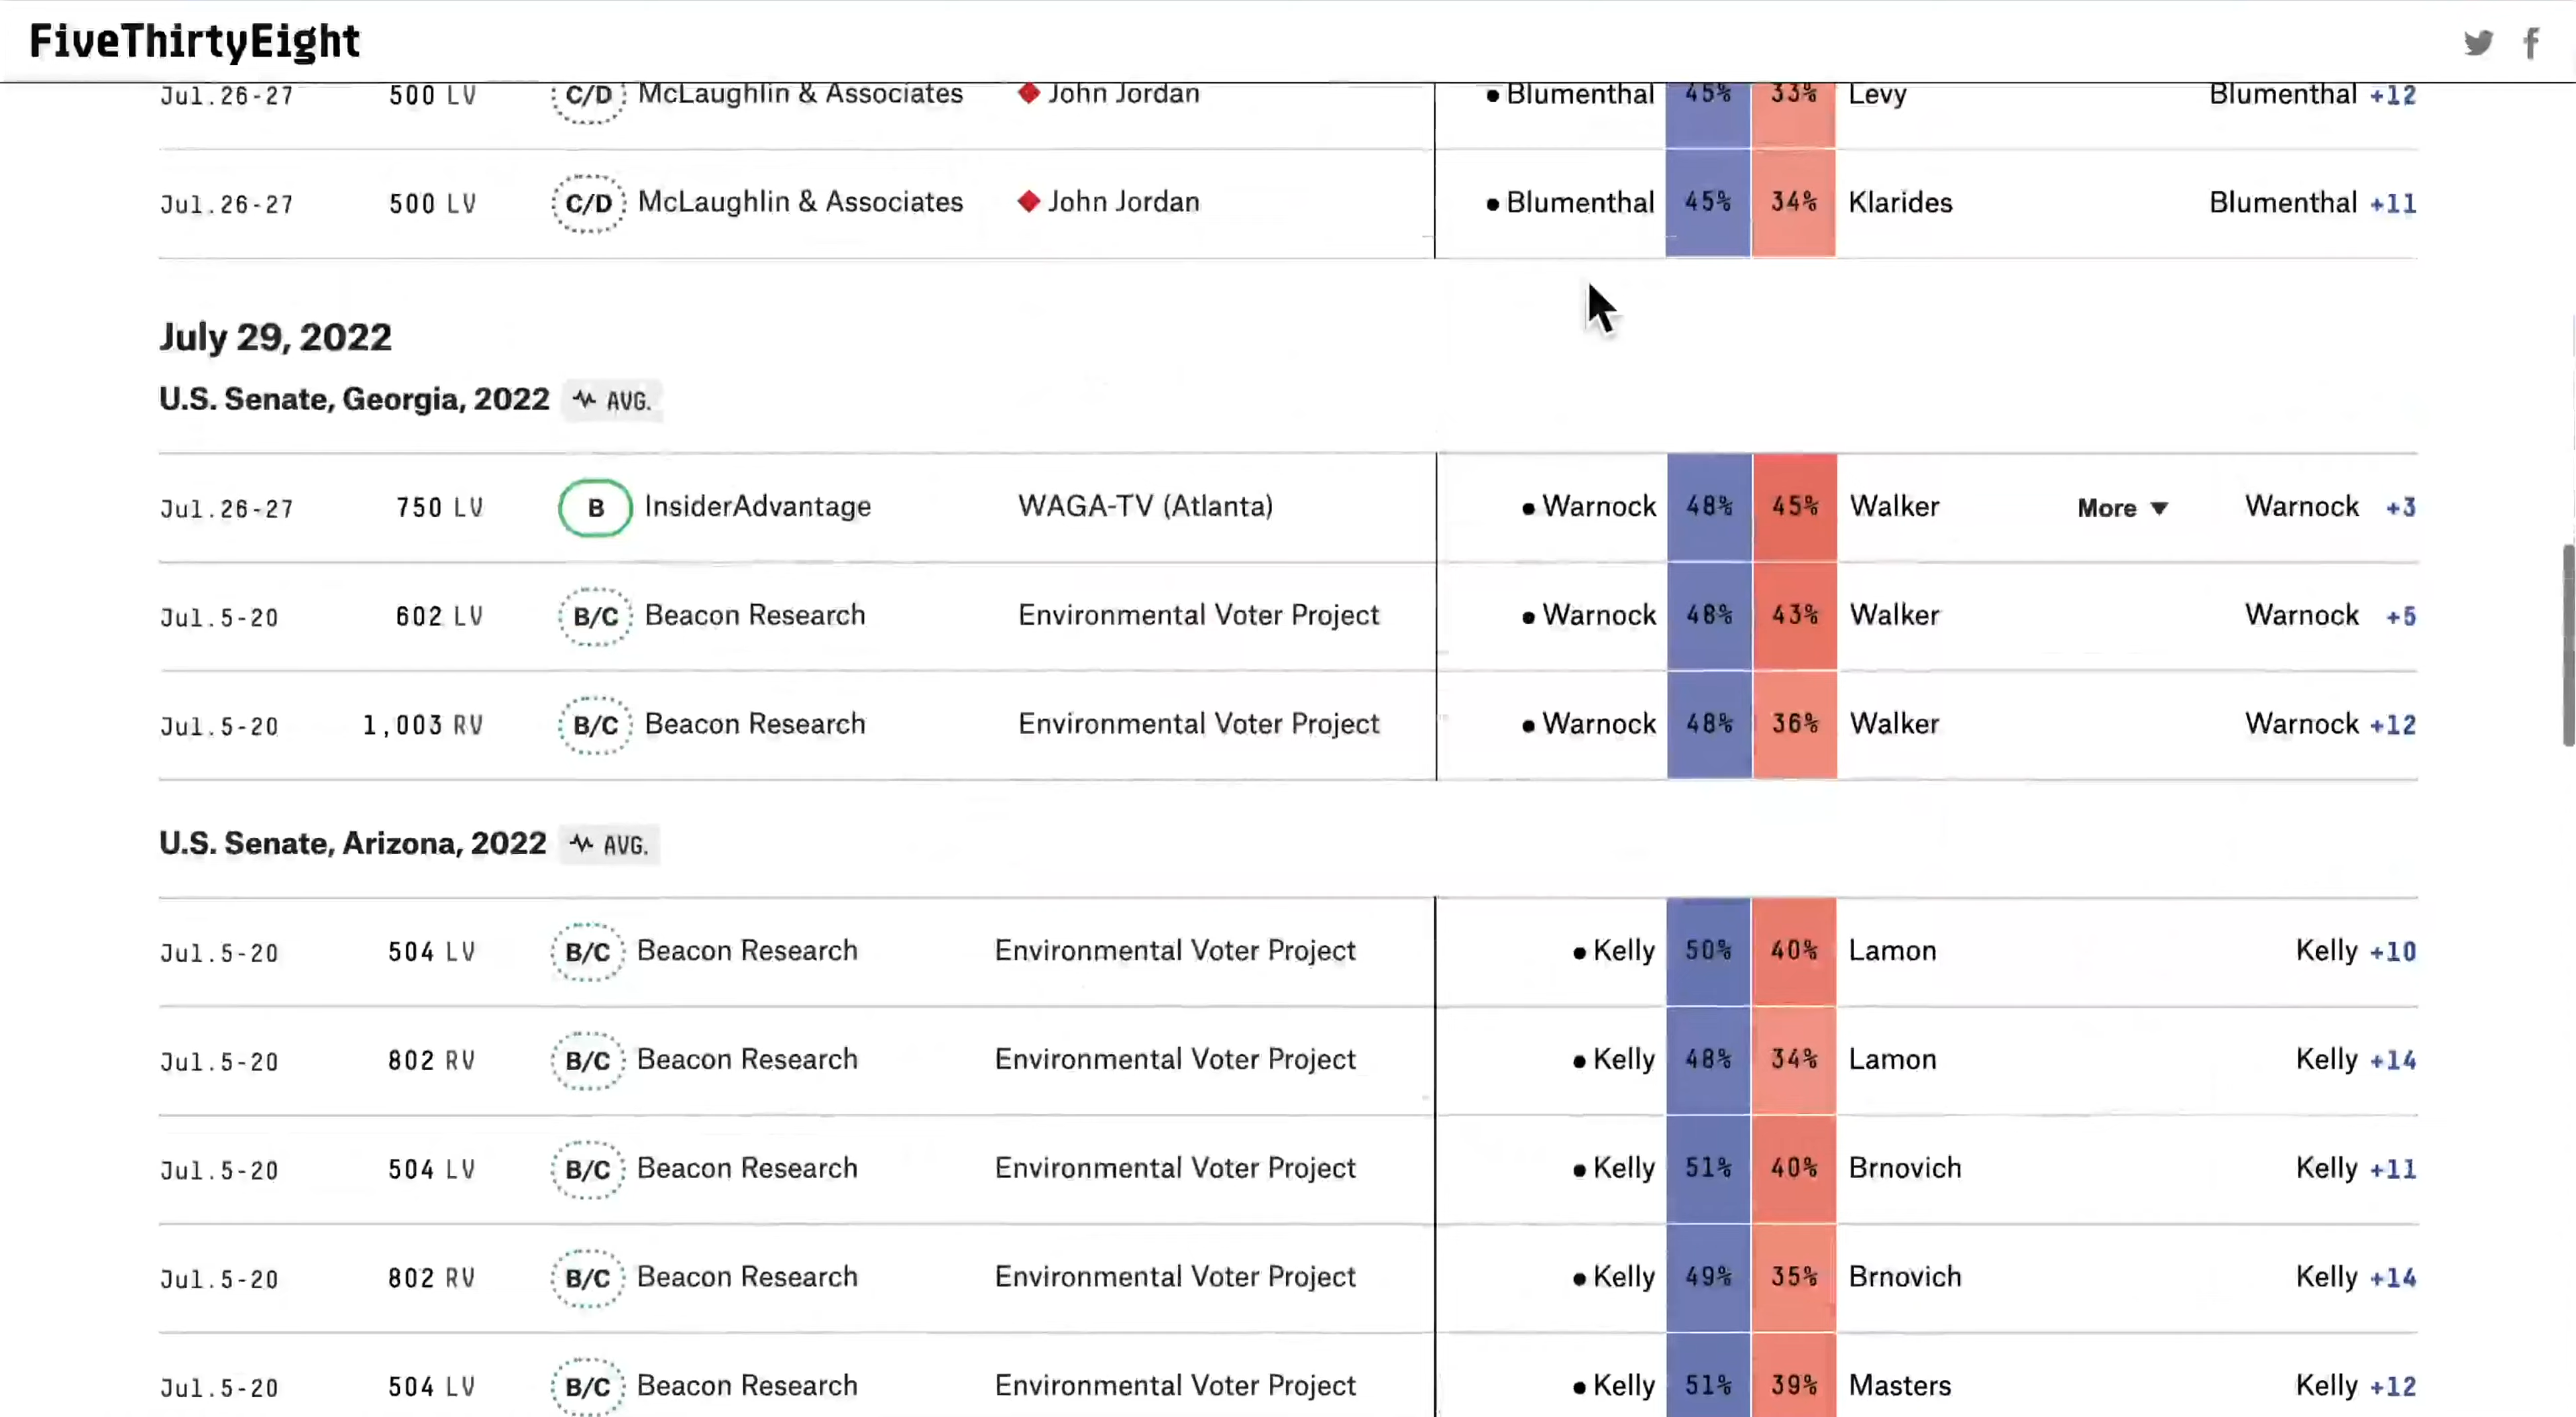 FiveThirtyEight
Jul.26-27 500 LV C/D McLaughlin & Associates John Jordan • Blumenthal 45% 33% Levy Blumenthal +12
Jul.26-27 500 LV C/D McLaughlin & Associates John Jordan • Blumenthal 45% 34% Klarides Blumenthal +11
July 29, 2022
U.S. Senate, Georgia, 2022 AVG.
Jul.26-27 750 LV B InsiderAdvantage WAGA-TV (Atlanta) • Warnock 48% 45% Walker More ▼ Warnock +3
Jul.5-20 602 LV B/C Beacon Research Environmental Voter Project • Warnock 48% 43% Walker Warnock +5
Jul.5-20 1,003 RV B/C Beacon Research Environmental Voter Project • Warnock 48% 36% Walker Warnock +12
U.S. Senate, Arizona, 2022 AVG.
Jul.5-20 504 LV B/C Beacon Research Environmental Voter Project • Kelly 50% 40% Lamon Kelly +10
Jul.5-20 802 RV B/C Beacon Research Environmental Voter Project • Kelly 48% 34% Lamon Kelly +14
Jul.5-20 504 LV B/C Beacon Research Environmental Voter Project • Kelly 51% 40% Brnovich Kelly +11
Jul.5-20 802 RV B/C Beacon Research Environmental Voter Project • Kelly 49% 35% Brnovich Kelly +14
Jul.5-20 504 LV B/C Beacon Research Environmental Voter Project • Kelly 51% 39% Masters Kelly +12